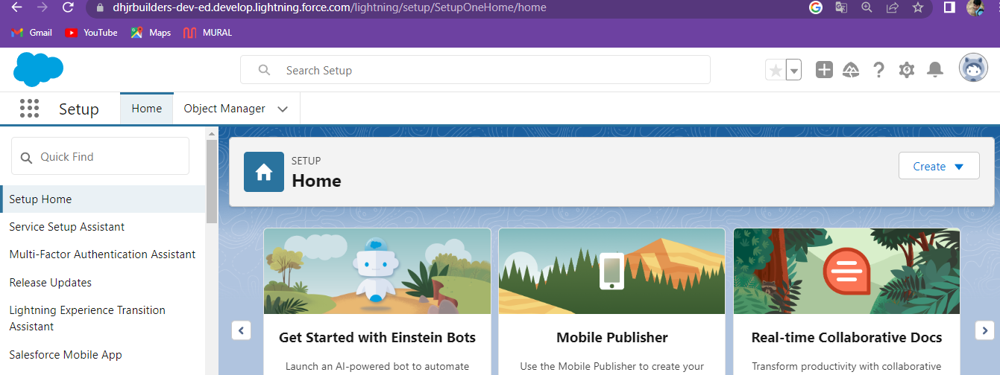 dhjrbuilders-dev-ed.develop.lightning.force.com/lightning/setup/SetupOneHome/home
Gmail
YouTube
Maps
MURAL
Search Setup
Setup
Home
Object Manager
Quick Find
Setup Home
Service Setup Assistant
Multi-Factor Authentication Assistant
Release Updates
Lightning Experience Transition
Assistant
Salesforce Mobile App
SETUP
Home
Create
Get Started with Einstein Bots
Launch an AI-powered bot to automate
Mobile Publisher
Use the Mobile Publisher to create your
Real-time Collaborative Docs
Transform productivity with collaborative